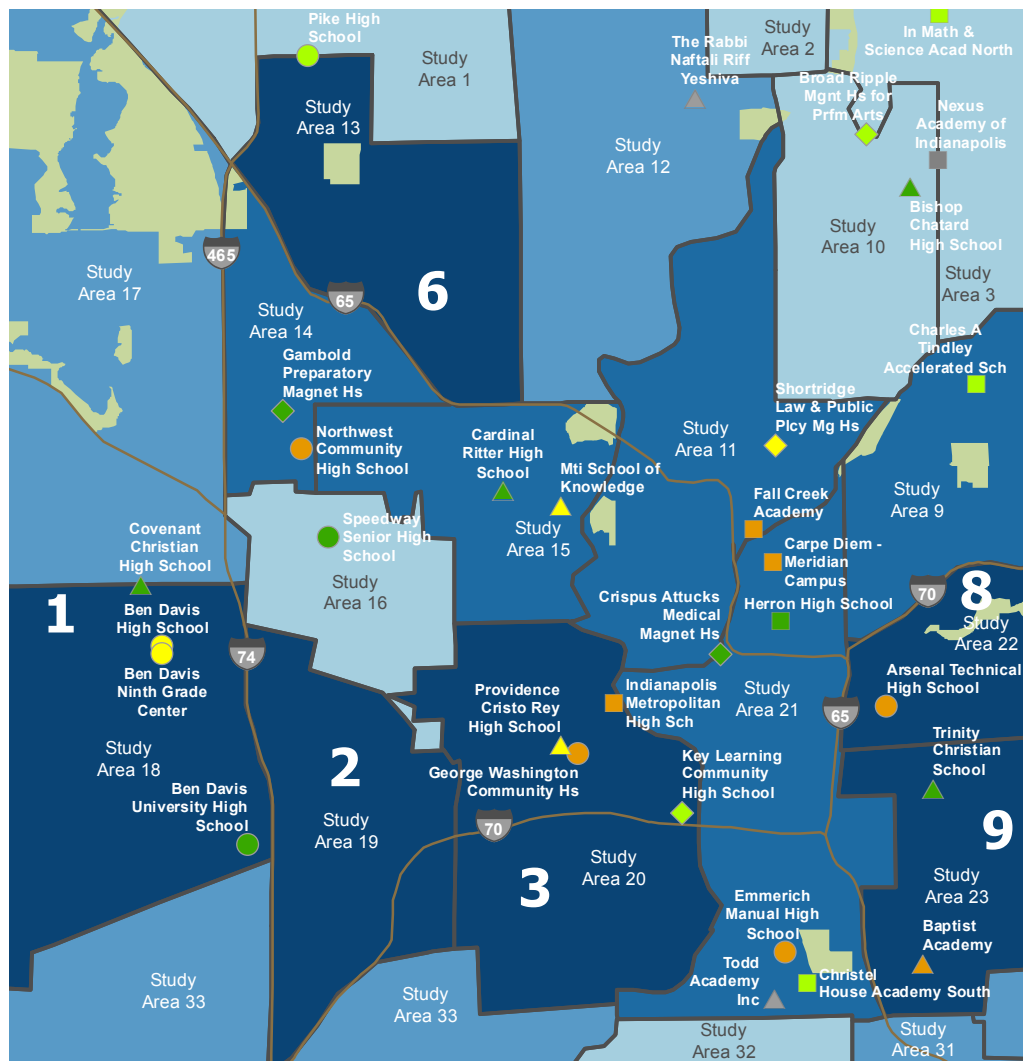 Pike High
School
Study
Area 1
Study
Area 2
In Math &
Science Acad North
The Rabbi
Naftali Riff
Yeshiva
Broad Ripple
Mgnt Hs for
Prfm Arts
Nexus
Academy of
Indianapolis
Study
Area 13
Study
Area 12
Bishop
Chatard
High School
Study
Area 10
465
Study
Area 17
6
65
Study
Area 3
Study
Area 14
Charles A
Tindley
Accelerated Sch
Gambold
Preparatory
Magnet Hs
Shortridge
Law & Public
Plcy Mg Hs
Northwest
Community
High School
Cardinal
Ritter High
School
Study
Area 11
Mti School of
Knowledge
Study
Area 9
Fall Creek
Academy
Covenant
Christian
High School
Speedway
Senior High
School
Study
Area 15
Carpe Diem -
Meridian
Campus
Study
Area 16
Crispus Attucks
Medical
Magnet Hs
Herron High School
70
8
Study
Area 22
1
Ben Davis
High School
74
Ben Davis
Ninth Grade
Center
Providence
Cristo Rey
High School
Indianapolis
Metropolitan
High Sch
Study
Area 21
65
Arsenal Technical
High School
Study
Area 18
2
George Washington
Community Hs
Key Learning
Community
High School
Trinity
Christian
School
Ben Davis
University High
School
Study
Area 19
70
9
3
Study
Area 20
Study
Area 23
Emmerich
Manual High
School
Baptist
Academy
Study
Area 33
Study
Area 33
Todd
Academy
Inc
Christel
House Academy South
Study
Area 32
Study
Area 31